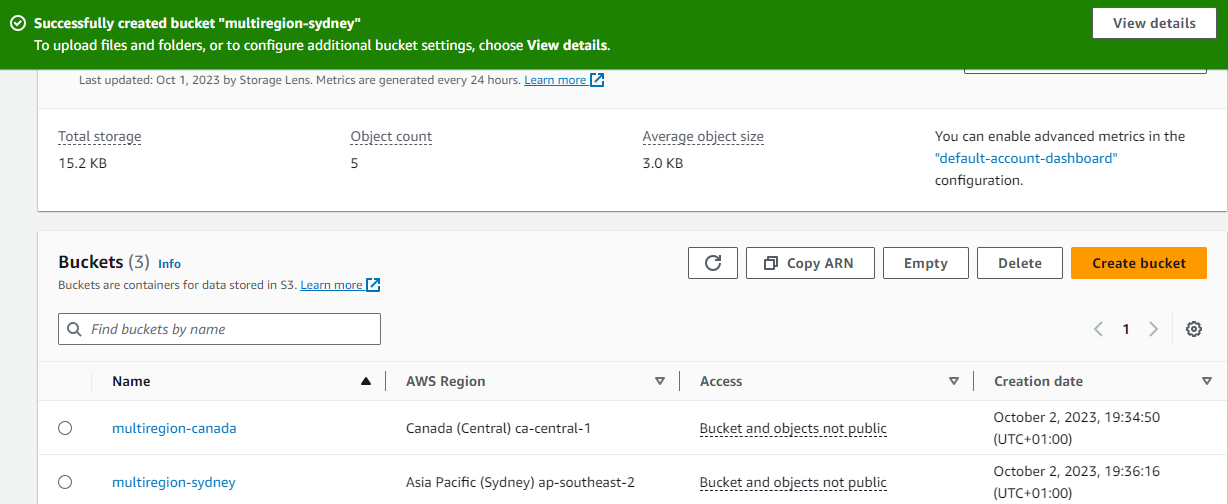 Successfully created bucket "multiregion-sydney"
To upload files and folders, or to configure additional bucket settings, choose View details.
View details
Last updated: Oct 1, 2023 by Storage Lens. Metrics are generated every 24 hours. Learn more
Total storage
15.2 KB
Object count
5
Average object size
3.0 KB
You can enable advanced metrics in the
"default-account-dashboard"
configuration.
Buckets (3) Info
Buckets are containers for data stored in S3. Learn more
Copy ARN
Empty
Delete
Create bucket
Find buckets by name
1
Name AWS Region Access Creation date
multiregion-canada Canada (Central) ca-central-1 Bucket and objects not public October 2, 2023, 19:34:50
(UTC+01:00)
multiregion-sydney Asia Pacific (Sydney) ap-southeast-2 Bucket and objects not public October 2, 2023, 19:36:16
(UTC+01:00)